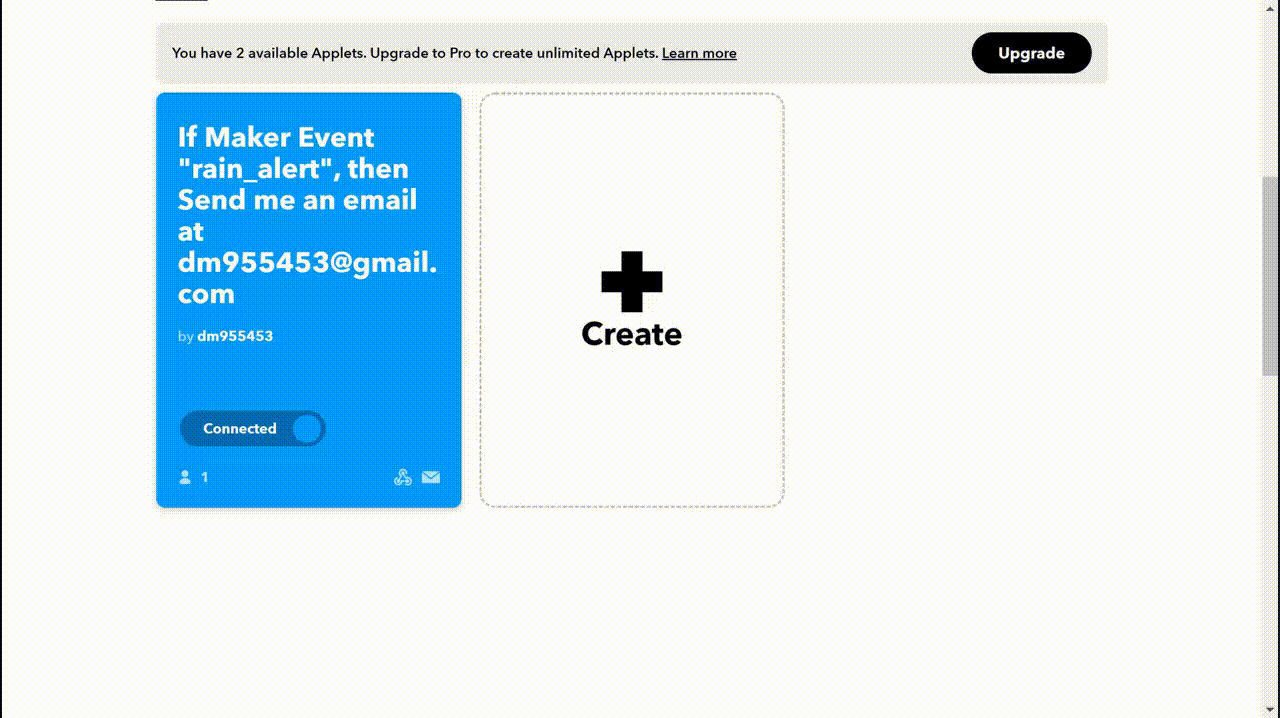 You have 2 available Applets. Upgrade to Pro to create unlimited Applets. Learn more
Upgrade
If Maker Event
"rain_alert", then
Send me an email
at
dm955453@gmail.
com
by dm955453
Connected
1
Create